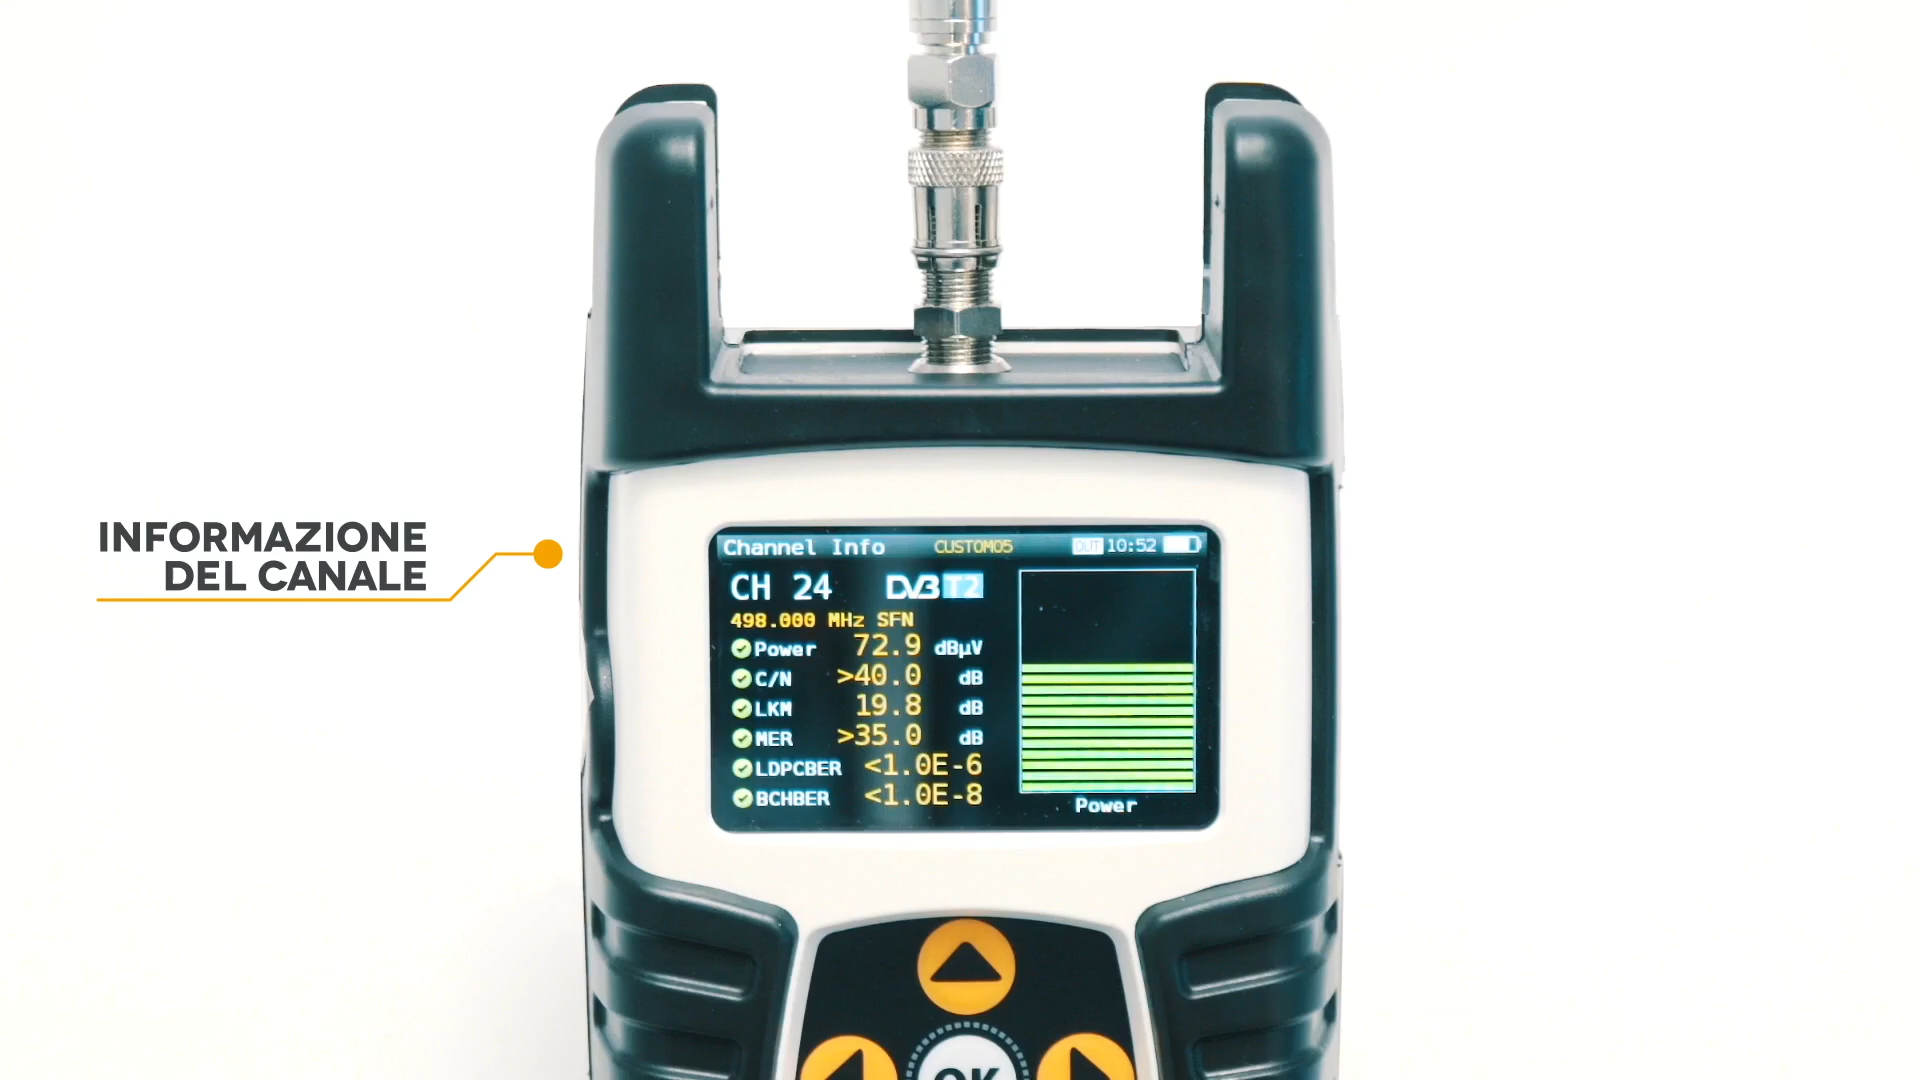 INFORMAZIONE
DEL CANALE
Channel Info CUSTOM05 OUT 10:52
CH 24 DVB T2
498.000 MHz SFN
Power 72.9 dBµV
C/N >40.0 dB
LKM 19.8 dB
MER >35.0 dB
LDPCBER <1.0E-6
BCHBER <1.0E-8
Power
OK